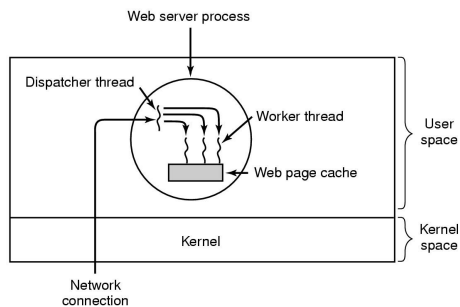 Web server process
Dispatcher thread
Worker thread
User
space
Web page cache
Kernel
Kernel
space
Network
connection